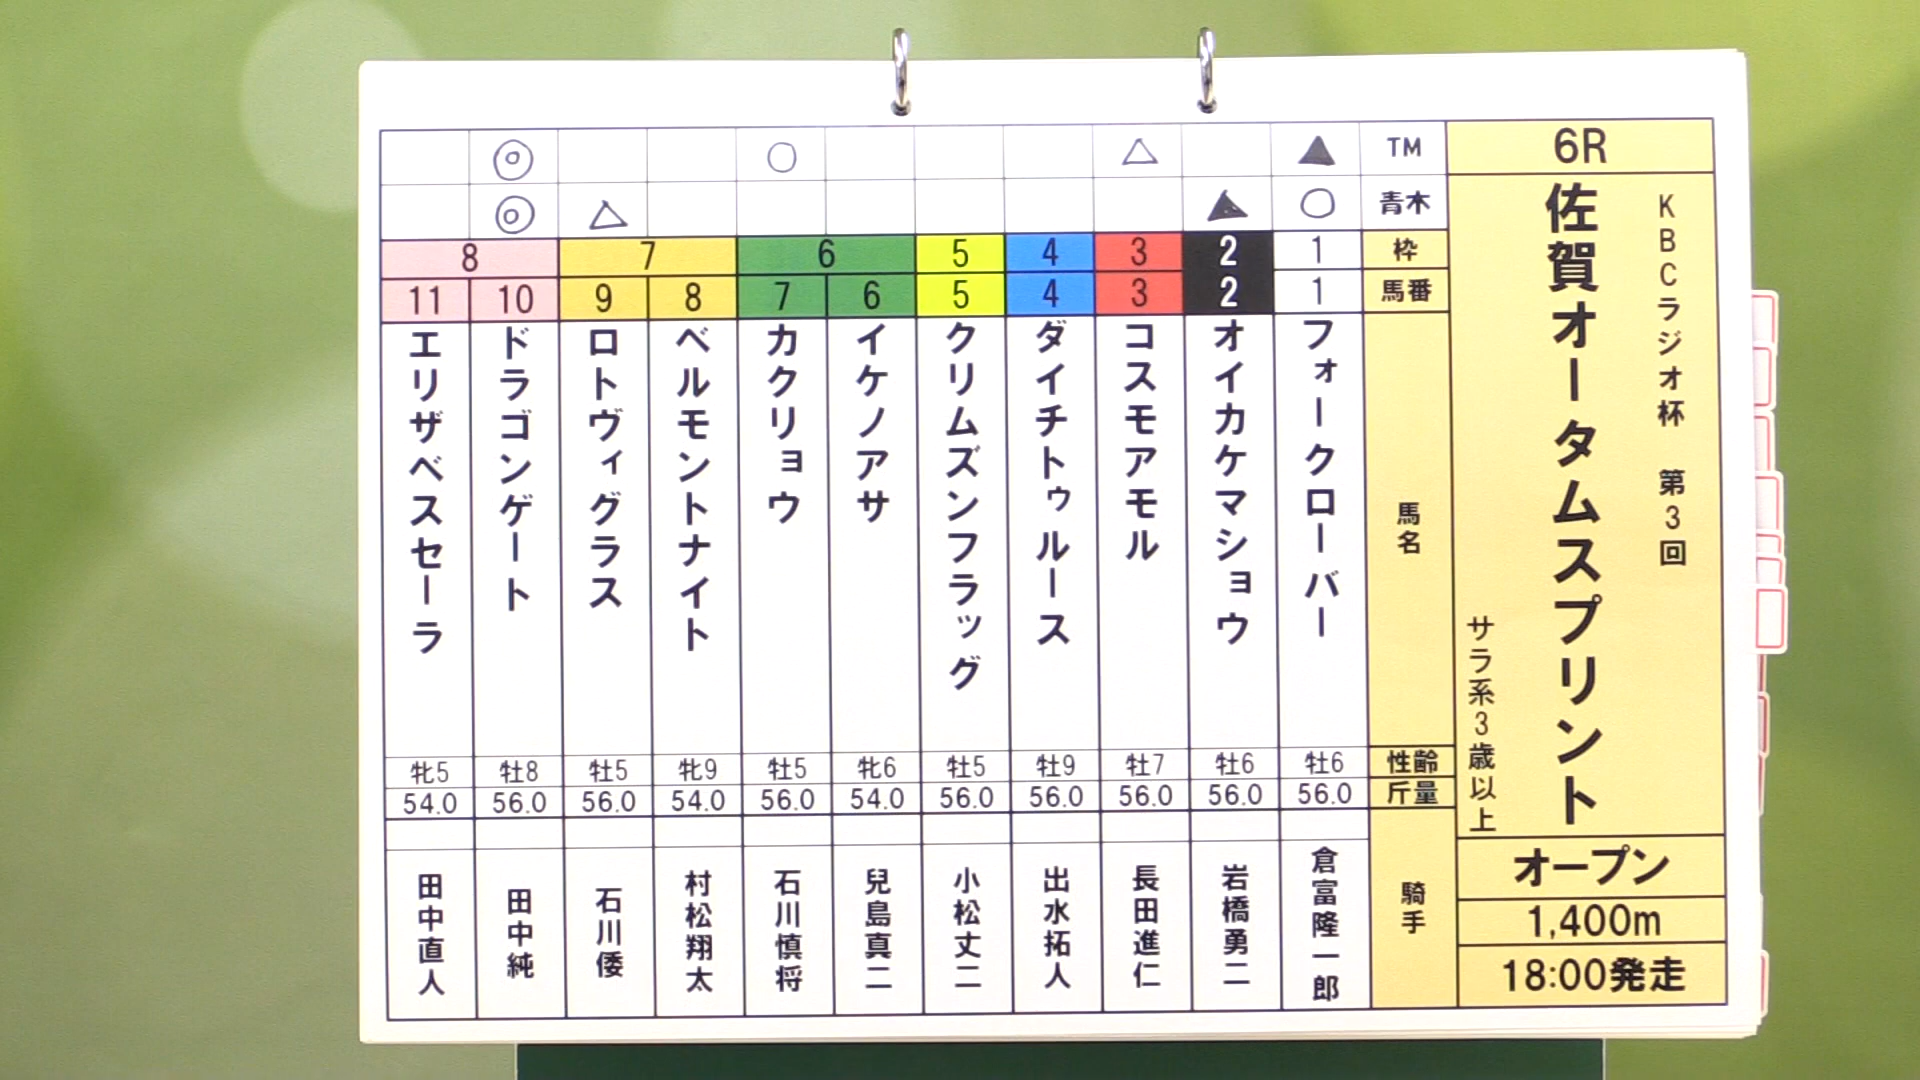 6R
KBCラジオ杯 第3回
佐賀オータムスプリント
サラ系3歳以上
オープン
1,400m
18:00発走
TM ▲ △ ○ ◎
青木 ○ ▲ △ ◎
枠 1 2 3 4 5 6 7 8
馬番 1 2 3 4 5 6 7 8 9 10 11
馬名
フォークローバー
オイカケマショウ
コスモアモル
ダイチトゥルース
クリムズンフラッグ
イケノアサ
カクリョウ
ベルモントナイト
ロトヴィグラス
ドラゴンゲート
エリザベスセーラ
性齢 牡6 牡6 牡7 牡9 牡5 牝6 牡5 牝9 牡5 牡8 牝5
斤量 56.0 56.0 56.0 56.0 56.0 54.0 56.0 54.0 56.0 56.0 54.0
騎手
倉富隆一郎
岩橋勇二
長田進仁
出水拓人
小松丈二
兒島真二
石川慎将
村松翔太
石川倭
田中純
田中直人